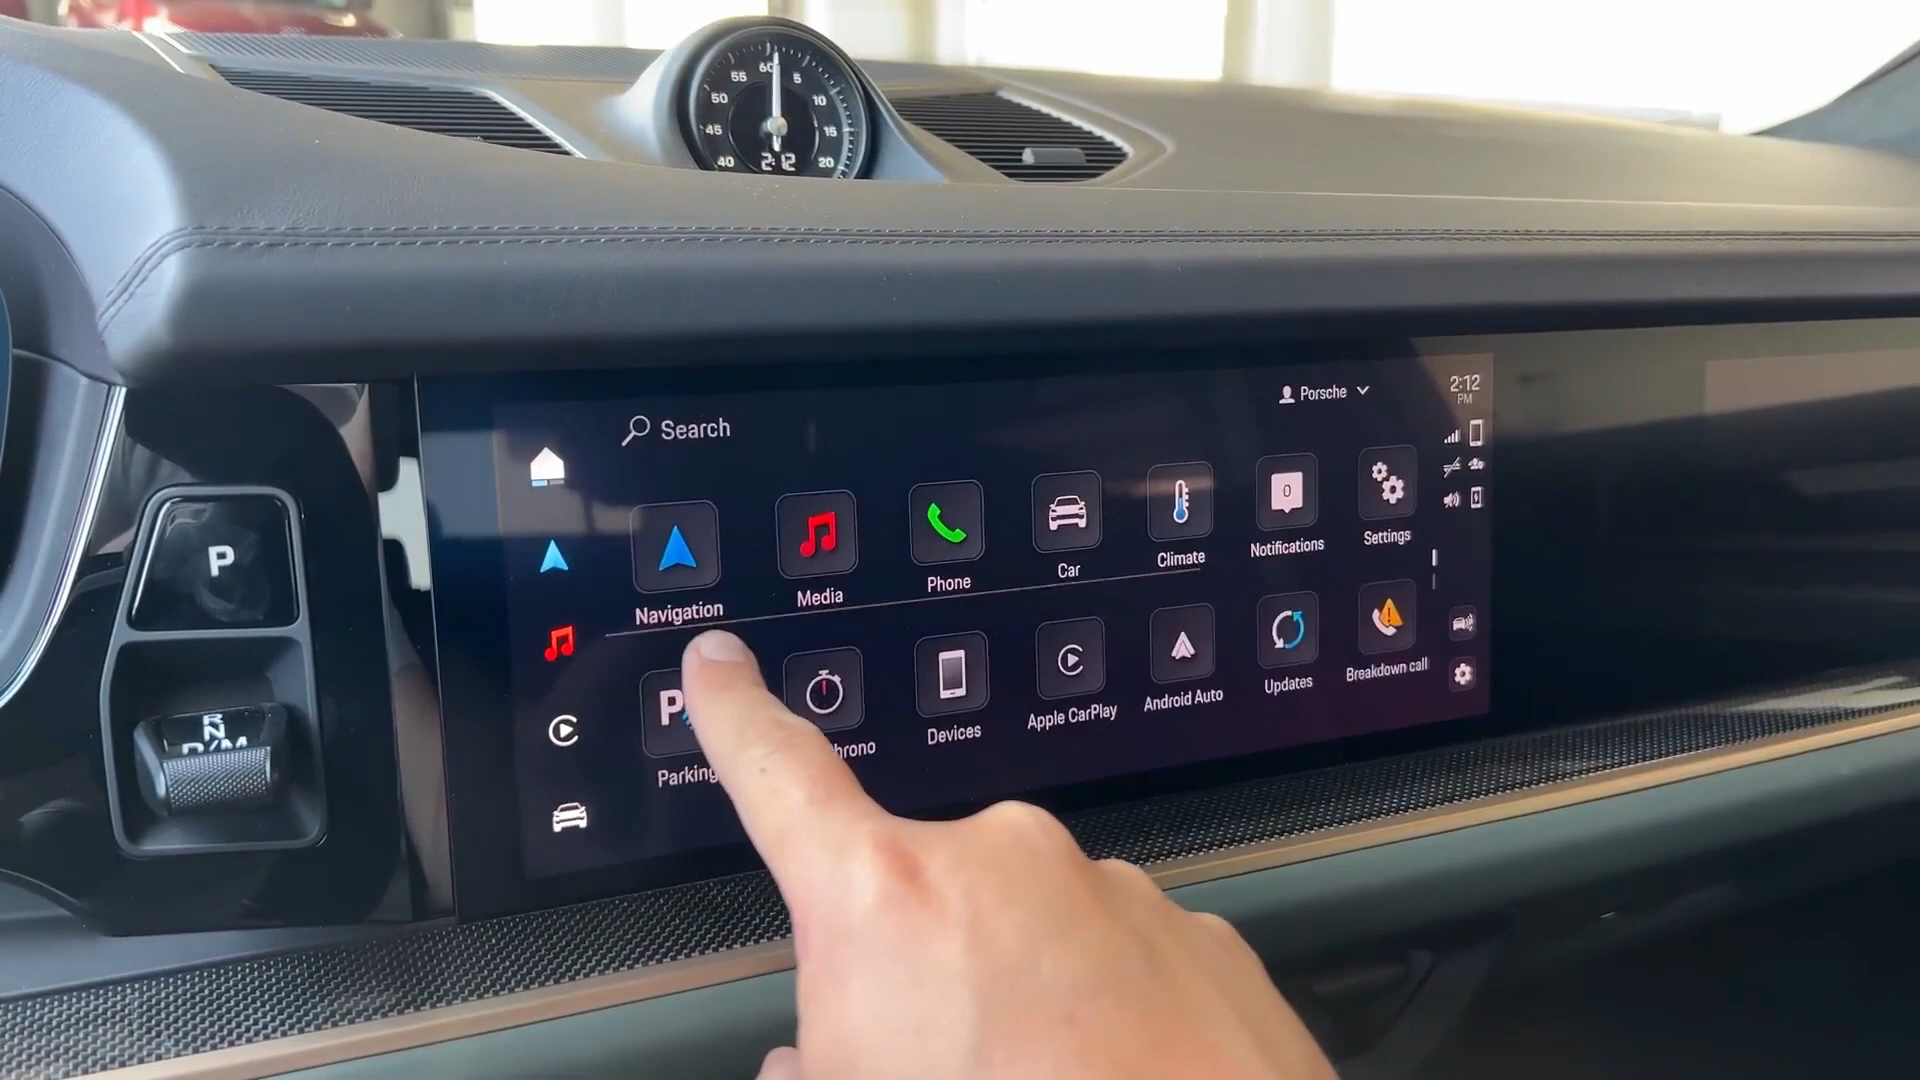 60
55
5
50
10
45
15
40
2:12
20
Search
Porsche
2:12
PM
0
Navigation
Media
Phone
Car
Climate
Notifications
Settings
P
Parking
hrono
Devices
Apple CarPlay
Android Auto
Updates
Breakdown call
P
R
N
D/M